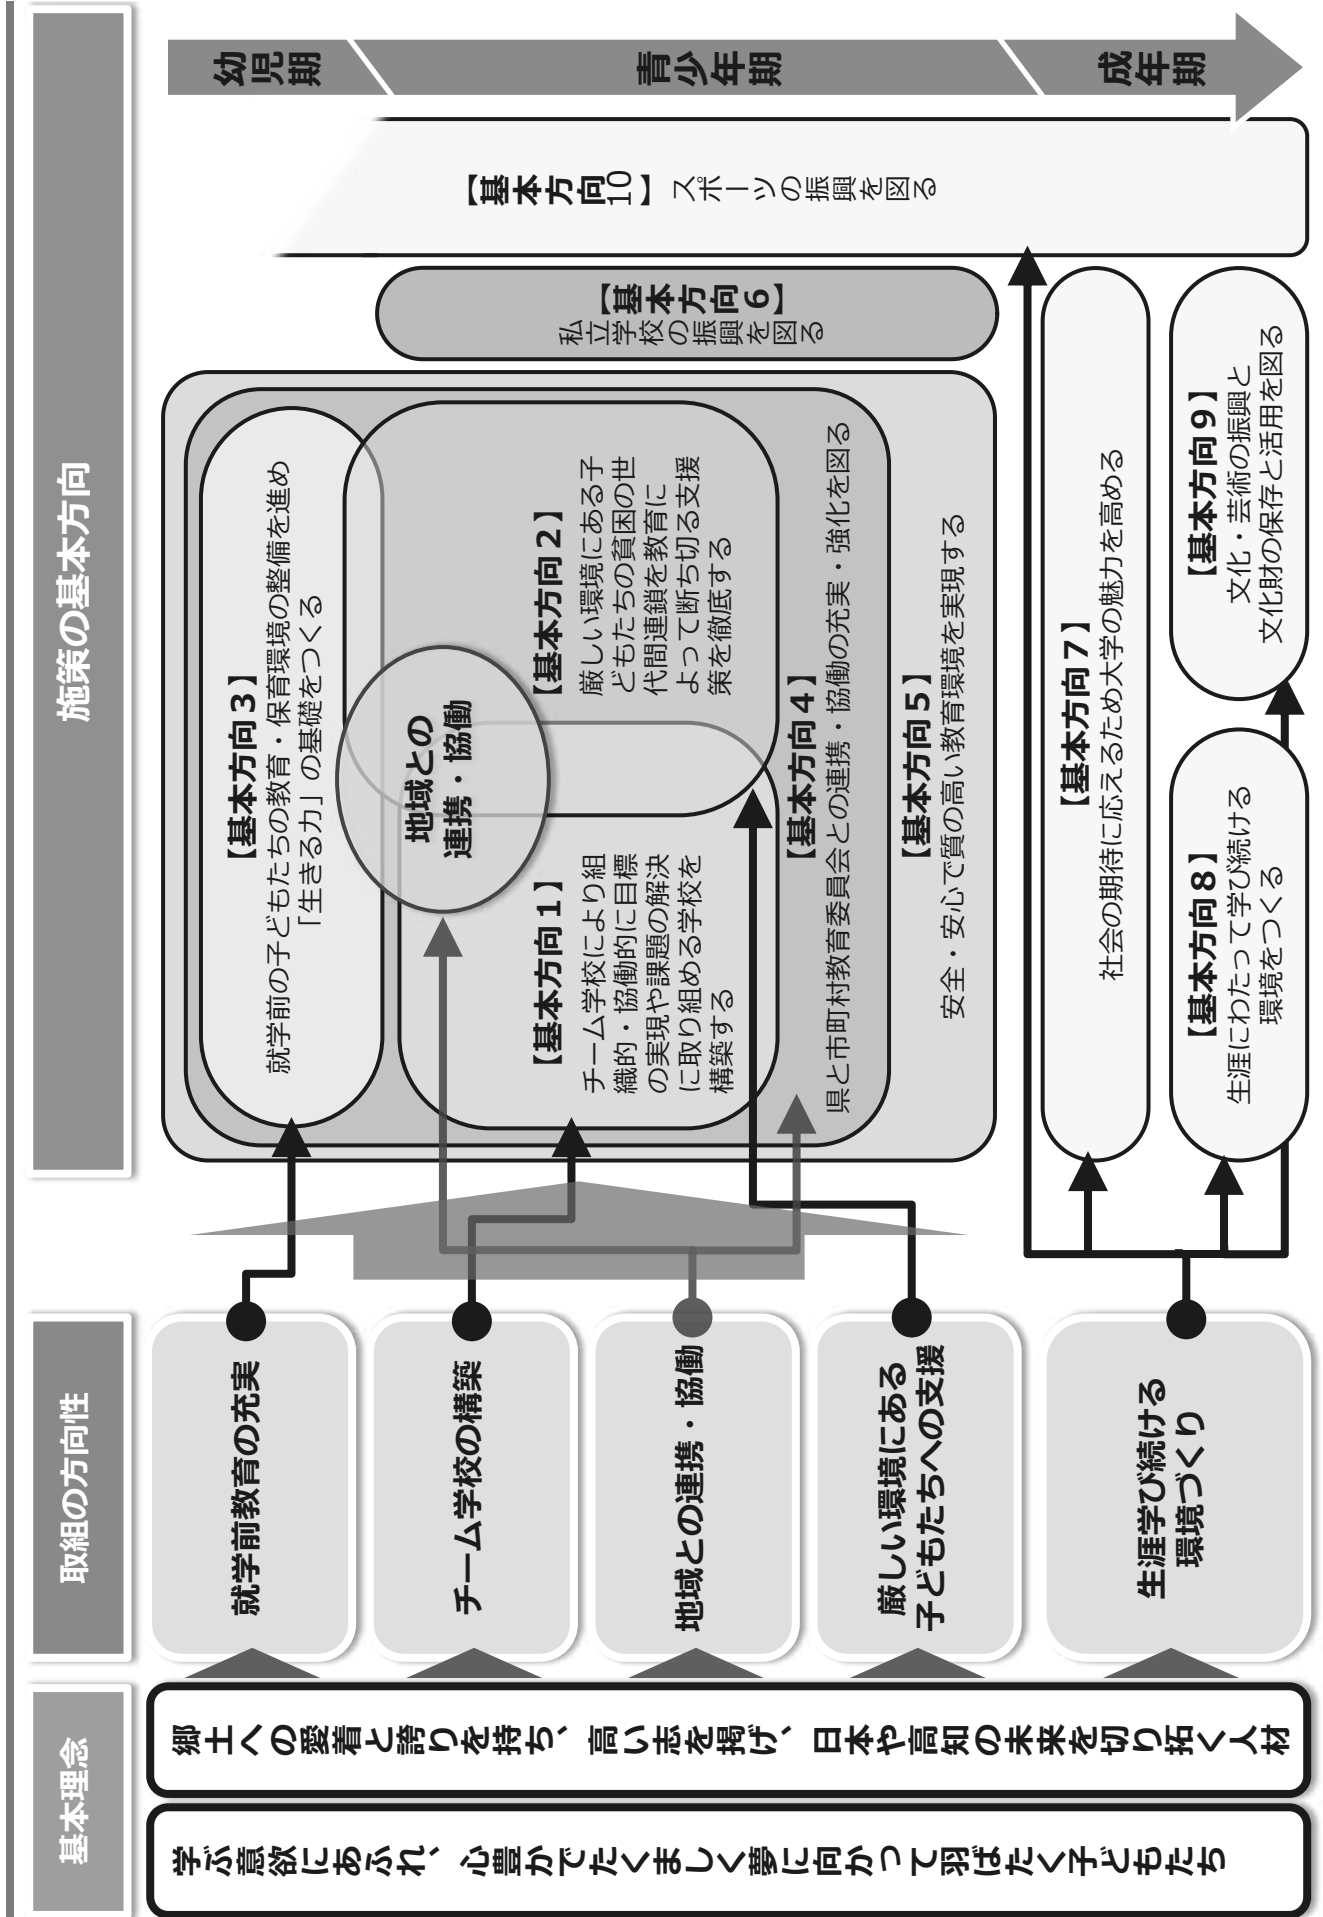 基本理念
学ぶ意欲にあふれ、心豊かでたくましく夢に向かって羽ばたく子どもたち
郷土への愛着と誇りを持ち、高い志を掲げ、日本や高知の未来を切り拓く人材
取組の方向性
就学前教育の充実
チーム学校の構築
地域との連携・協働
厳しい環境にある
子どもたちへの支援
生涯学び続ける
環境づくり
施策の基本方向
【基本方向3】
就学前の子どもたちの教育・保育環境の整備を進め
「生きる力」の基礎をつくる
地域との
連携・協働
【基本方向1】
チーム学校により組
織的・協働的に目標
の実現や課題の解決
に取り組める学校を
構築する
【基本方向2】
厳しい環境にある子
どもたちの貧困の世
代間連鎖を教育に
よって断ち切る支援
策を徹底する
【基本方向4】
県と市町村教育委員会との連携・協働の充実・強化を図る
【基本方向5】
安全・安心で質の高い教育環境を実現する
【基本方向6】
私立学校の振興を図る
【基本方向7】
社会の期待に応えるため大学の魅力を高める
【基本方向8】
生涯にわたって学び続ける
環境をつくる
【基本方向9】
文化・芸術の振興と
文化財の保存と活用を図る
【基本方向10】スポーツの振興を図る
幼児期
青少年期
成年期